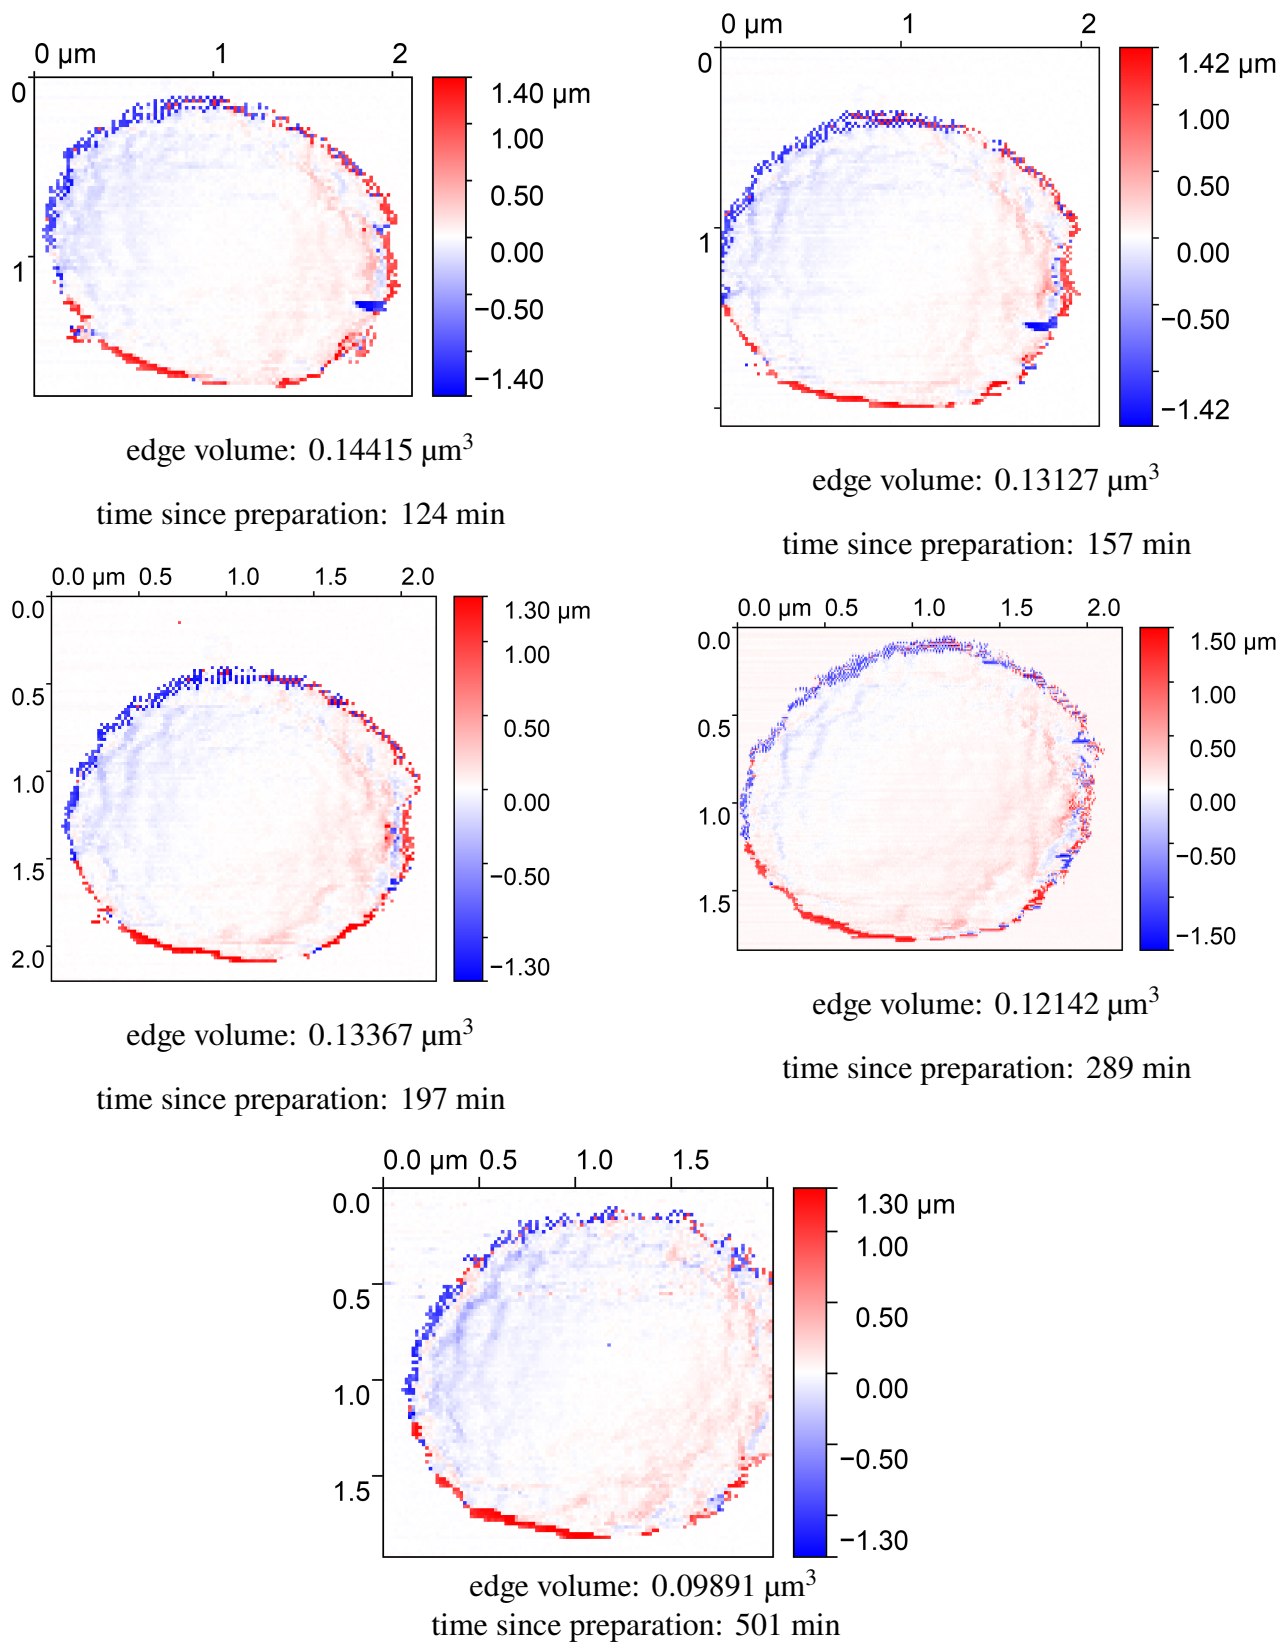 0 µm 1 2
0
1
1.40 µm
1.00
0.50
0.00
−0.50
−1.40
edge volume: 0.14415 µm³
time since preparation: 124 min
0 µm 1 2
0
1
1.42 µm
1.00
0.50
0.00
−0.50
−1.42
edge volume: 0.13127 µm³
time since preparation: 157 min
0.0 µm 0.5 1.0 1.5 2.0
0.0
0.5
1.0
1.5
2.0
1.30 µm
1.00
0.50
0.00
−0.50
−1.30
edge volume: 0.13367 µm³
time since preparation: 197 min
0.0 µm 0.5 1.0 1.5 2.0
0.0
0.5
1.0
1.5
1.50 µm
1.00
0.50
0.00
−0.50
−1.50
edge volume: 0.12142 µm³
time since preparation: 289 min
0.0 µm 0.5 1.0 1.5
0.0
0.5
1.0
1.5
1.30 µm
1.00
0.50
0.00
−0.50
−1.30
edge volume: 0.09891 µm³
time since preparation: 501 min